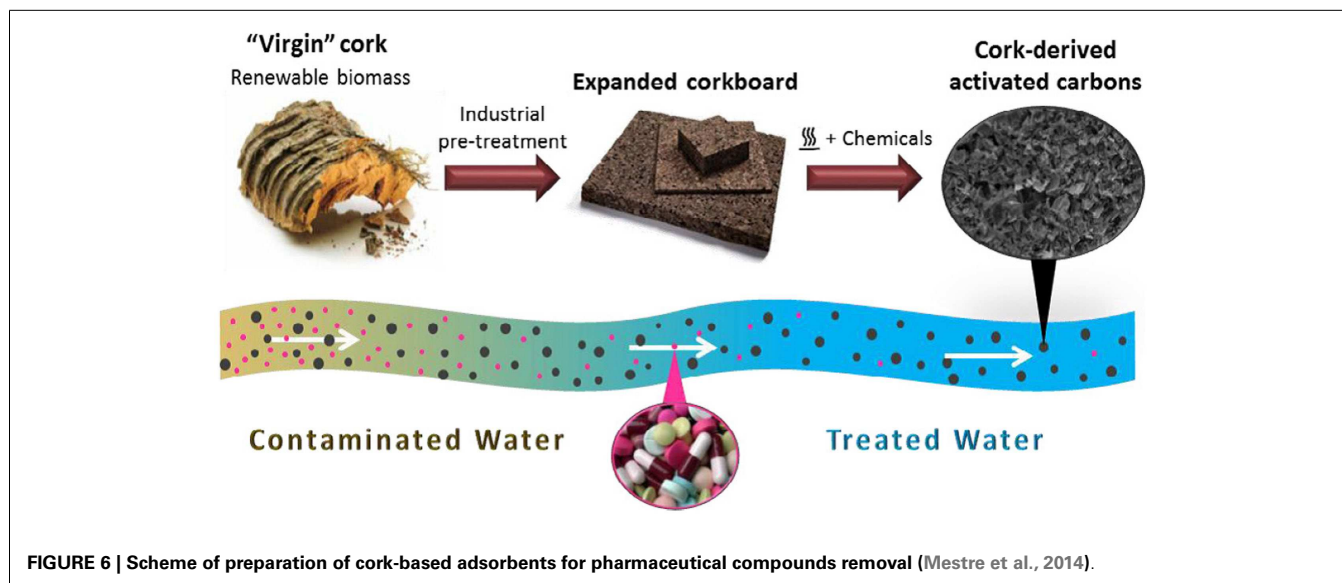 “Virgin” cork
Renewable biomass
Industrial
pre-treatment
Expanded corkboard
+ Chemicals
Cork-derived
activated carbons
Contaminated Water
Treated Water
FIGURE 6 | Scheme of preparation of cork-based adsorbents for pharmaceutical compounds removal (Mestre et al., 2014).